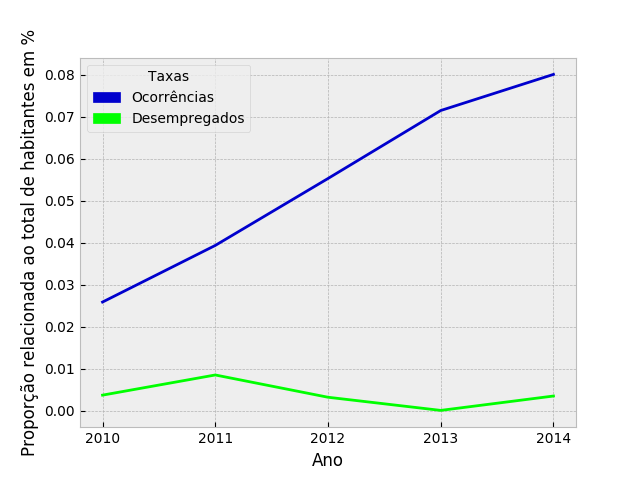 Proporção relacionada ao total de habitantes em %
0.08
0.07
0.06
0.05
0.04
0.03
0.02
0.01
0.00
Taxas
Ocorrências
Desempregados
2010 2011 2012 2013 2014
Ano